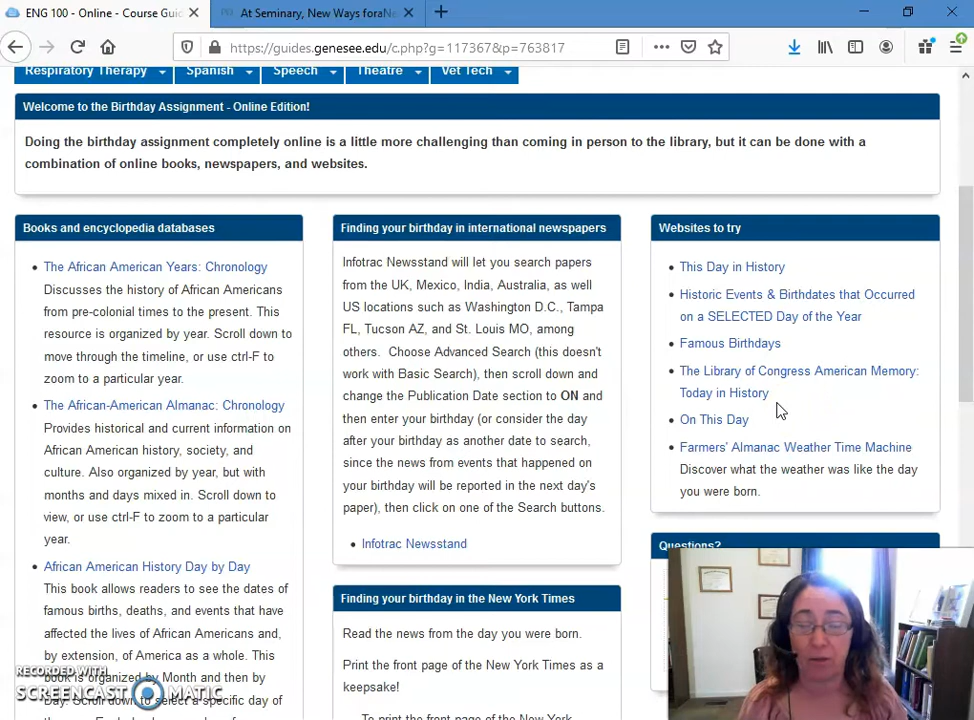 ENG 100 - Online - Course Gui
At Seminary, New Ways foraNe
https://guides.genesee.edu/c.php?g=117367&p=763817
Respiratory Therapy
Spanish
Speech
Theatre
Vet Tech
Welcome to the Birthday Assignment - Online Edition!
Doing the birthday assignment completely online is a little more challenging than coming in person to the library, but it can be done with a
combination of online books, newspapers, and websites.
Books and encyclopedia databases
The African American Years: Chronology
Discusses the history of African Americans
from pre-colonial times to the present. This
resource is organized by year. Scroll down to
move through the timeline, or use ctrl-F to
zoom to a particular year.
The African-American Almanac: Chronology
Provides historical and current information on
African American history, society, and
culture. Also organized by year, but with
months and days mixed in. Scroll down to
view, or use ctrl-F to zoom to a particular
year.
African American History Day by Day
This book allows readers to see the dates of
famous births, deaths, and events that have
affected the lives of African Americans and,
by extension, of America as a whole. This
book is organized by Month and then by
Day. Scroll down to select a specific day of
Finding your birthday in international newspapers
Infotrac Newsstand will let you search papers
from the UK, Mexico, India, Australia, as well
US locations such as Washington D.C., Tampa
FL, Tucson AZ, and St. Louis MO, among
others. Choose Advanced Search (this doesn't
work with Basic Search), then scroll down and
change the Publication Date section to ON and
then enter your birthday (or consider the day
after your birthday as another date to search,
since the news from events that happened on
your birthday will be reported in the next day's
paper), then click on one of the Search buttons.
Infotrac Newsstand
Finding your birthday in the New York Times
Read the news from the day you were born.
Print the front page of the New York Times as a
keepsake!
To print the front page of the New York
Websites to try
This Day in History
Historic Events & Birthdates that Occurred
on a SELECTED Day of the Year
Famous Birthdays
The Library of Congress American Memory:
Today in History
On This Day
Farmers' Almanac Weather Time Machine
Discover what the weather was like the day
you were born.
Questions?
RECORDED WITH
SCREENCAST MATIC